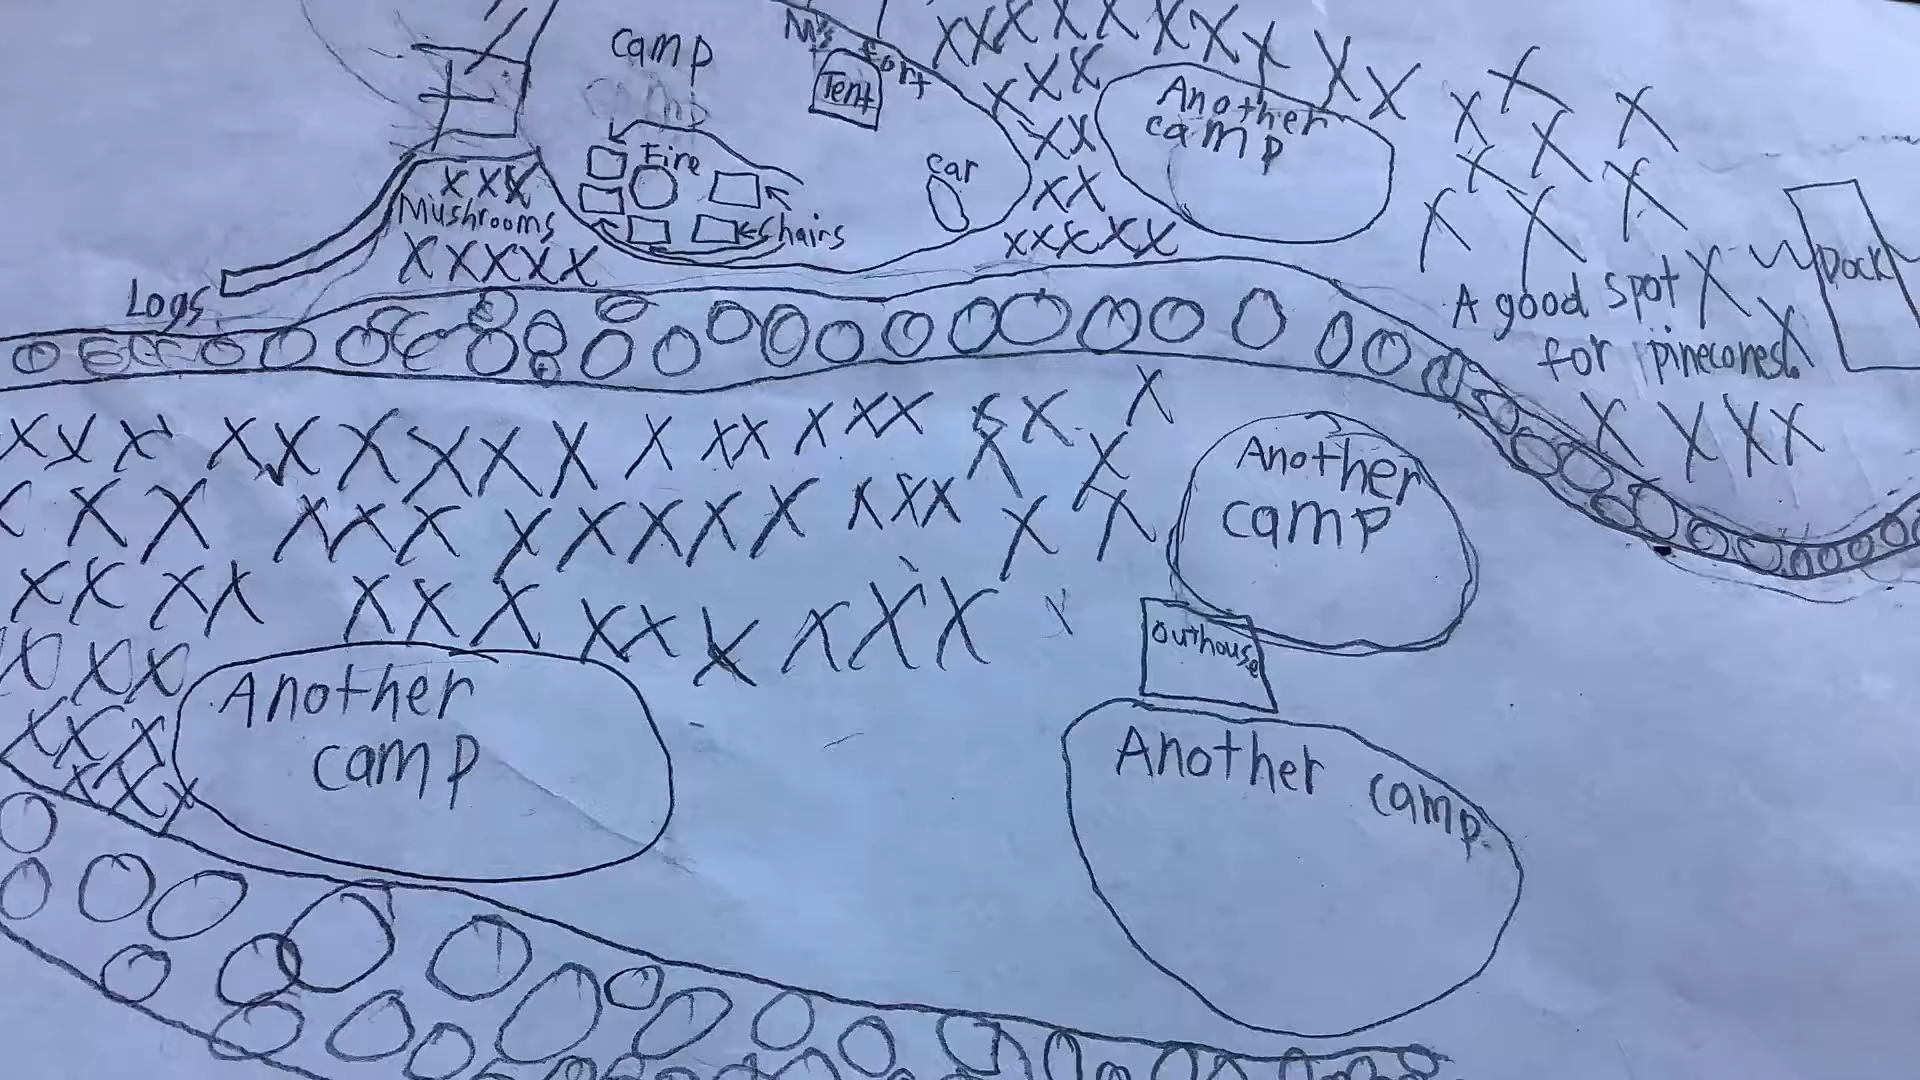 camp
M's
fort
Tent
Another
camp
Fire
car
Mushrooms
chairs
Logs
Dock
A good spot
for pinecones.
Another
camp
Outhouse
Another
camp
Another camp.